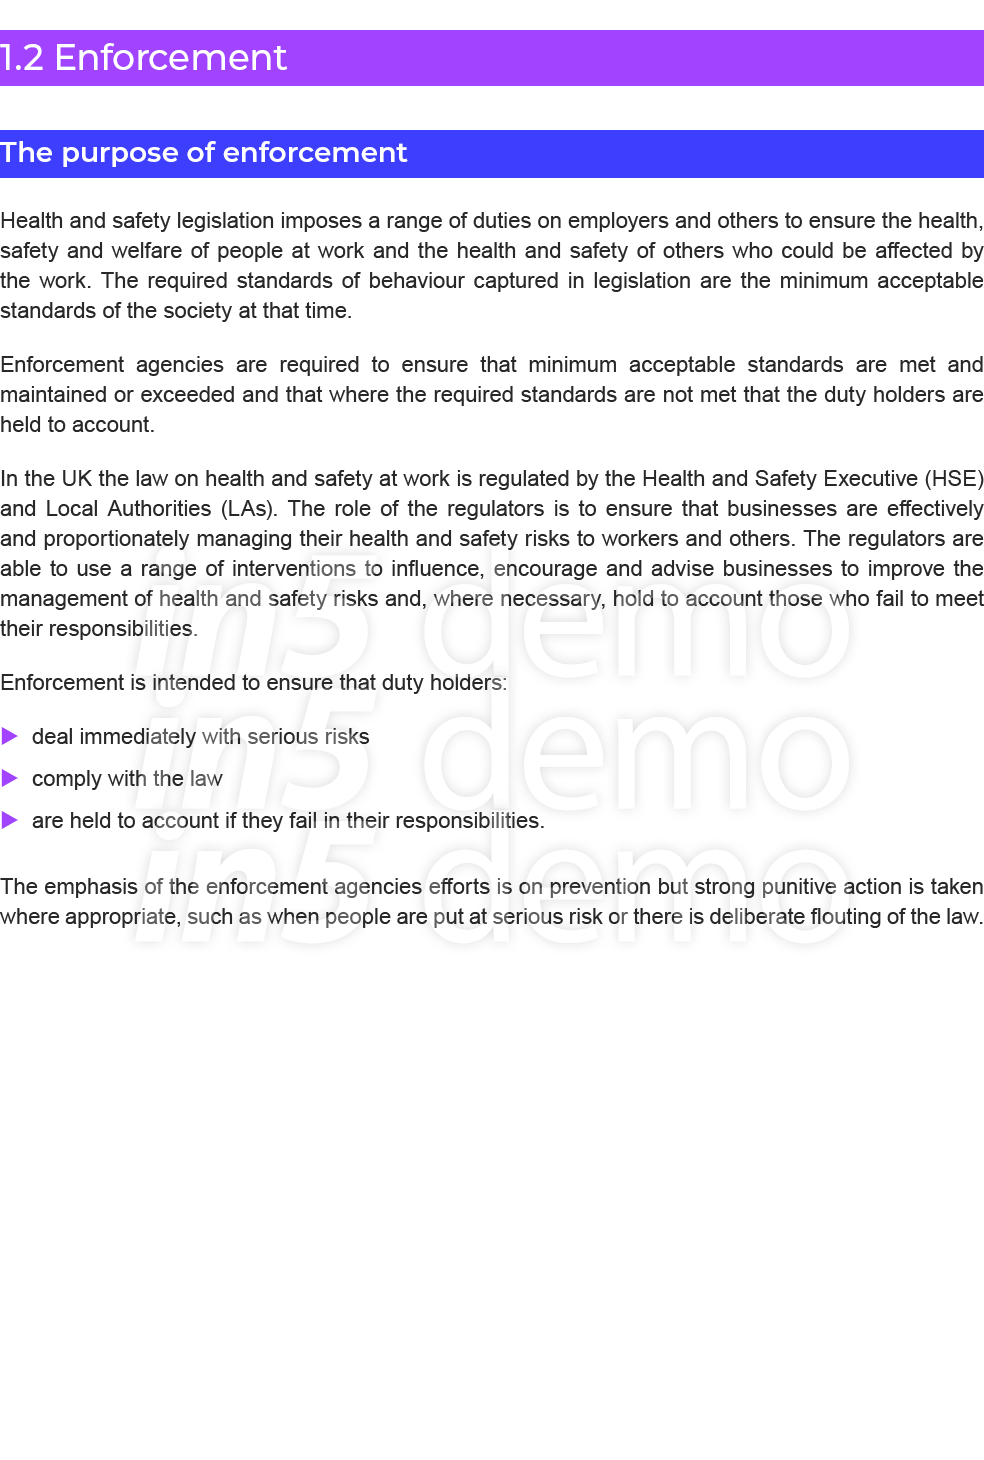 1.2 Enforcement
The purpose of enforcement
Health and safety legislation imposes a range of duties on employers and others to ensure the health,
safety and welfare of people at work and the health and safety of others who could be affected by
the work. The required standards of behaviour captured in legislation are the minimum acceptable
standards of the society at that time.
Enforcement agencies are required to ensure that minimum acceptable standards are met and
maintained or exceeded and that where the required standards are not met that the duty holders are
held to account.
In the UK the law on health and safety at work is regulated by the Health and Safety Executive (HSE)
and Local Authorities (LAs). The role of the regulators is to ensure that businesses are effectively
and proportionately managing their health and safety risks to workers and others. The regulators are
able to use a range of interventions to influence, encourage and advise businesses to improve the
management of health and safety risks and, where necessary, hold to account those who fail to meet
their responsibilities.
Enforcement is intended to ensure that duty holders:
deal immediately with serious risks
comply with the law
are held to account if they fail in their responsibilities.
The emphasis of the enforcement agencies efforts is on prevention but strong punitive action is taken
where appropriate, such as when people are put at serious risk or there is deliberate flouting of the law.
in5 demo
in5 demo
in5 demo